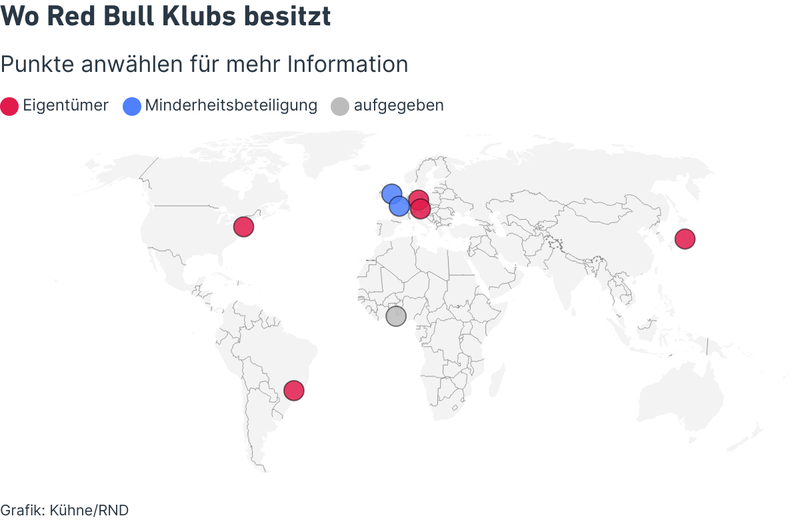 Wo Red Bull Klubs besitzt
Punkte anwählen für mehr Information
Eigentümer Minderheitsbeteiligung aufgegeben
Grafik: Kühne/RND